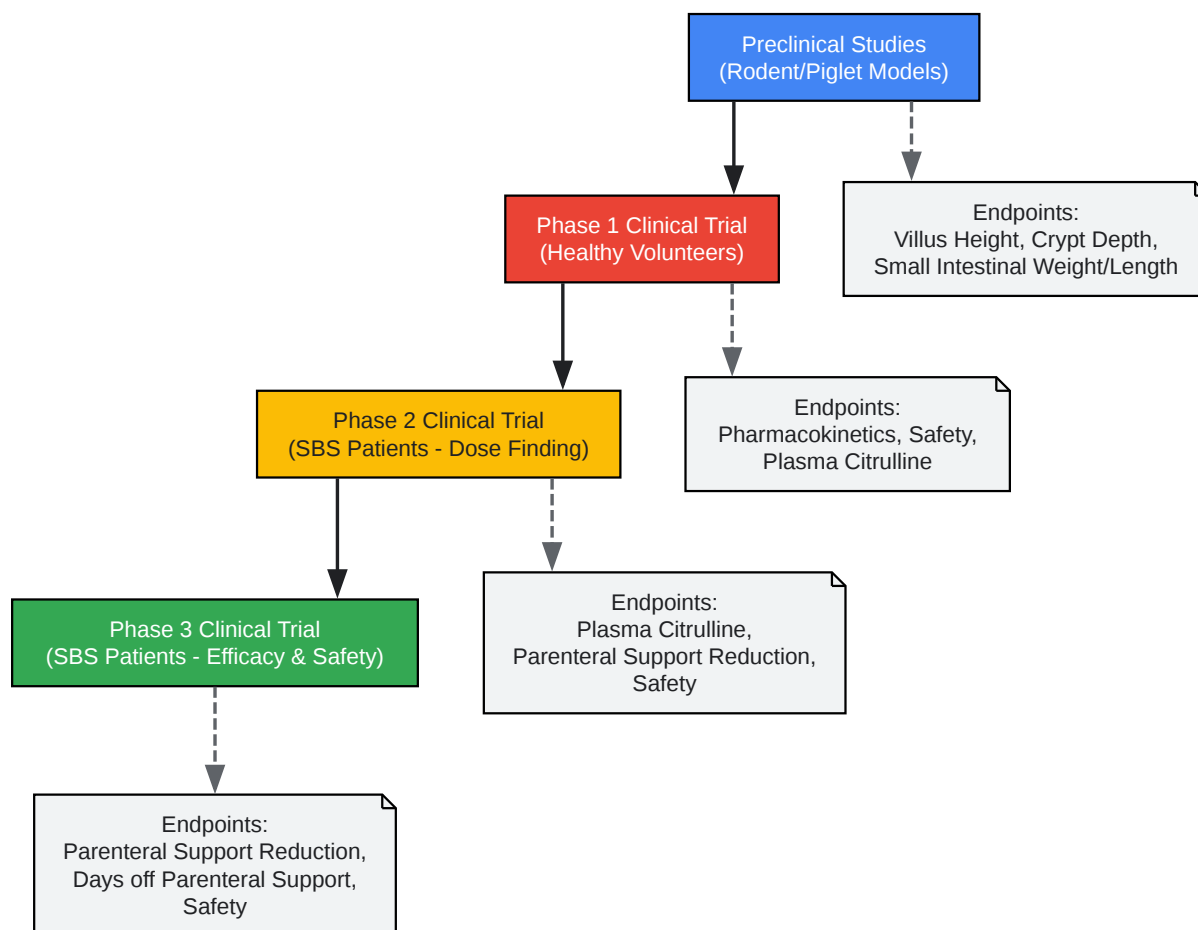 Preclinical Studies
(Rodent/Piglet Models)
Endpoints:
Villus Height, Crypt Depth,
Small Intestinal Weight/Length
Phase 1 Clinical Trial
(Healthy Volunteers)
Endpoints:
Pharmacokinetics, Safety,
Plasma Citrulline
Phase 2 Clinical Trial
(SBS Patients - Dose Finding)
Endpoints:
Plasma Citrulline,
Parenteral Support Reduction,
Safety
Phase 3 Clinical Trial
(SBS Patients - Efficacy & Safety)
Endpoints:
Parenteral Support Reduction,
Days off Parenteral Support,
Safety